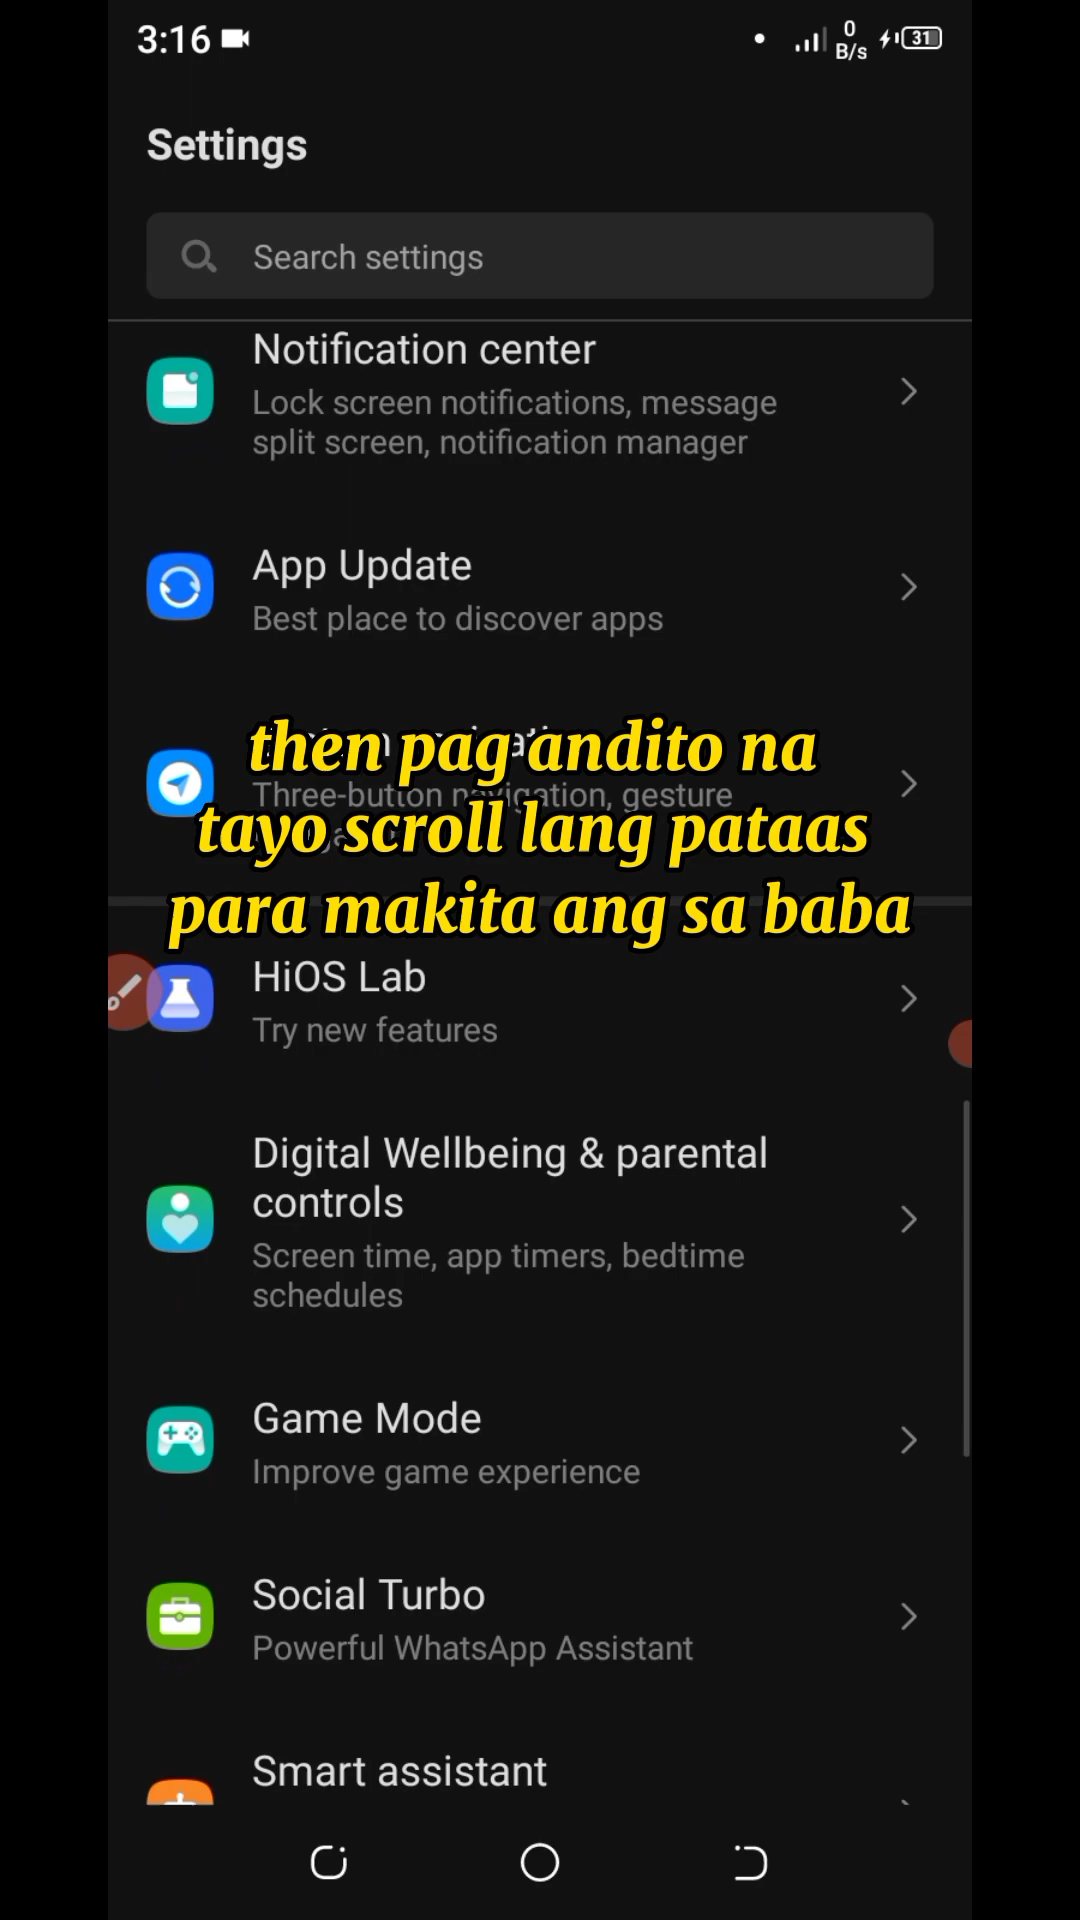 3:16
0
B/s
31
Settings
Search settings
Notification center
Lock screen notifications, message
split screen, notification manager
App Update
Best place to discover apps
then pag andito na
Three-button navigation, gesture
tayo scroll lang pataas
para makita ang sa baba
HiOS Lab
Try new features
Digital Wellbeing & parental
controls
Screen time, app timers, bedtime
schedules
Game Mode
Improve game experience
Social Turbo
Powerful WhatsApp Assistant
Smart assistant